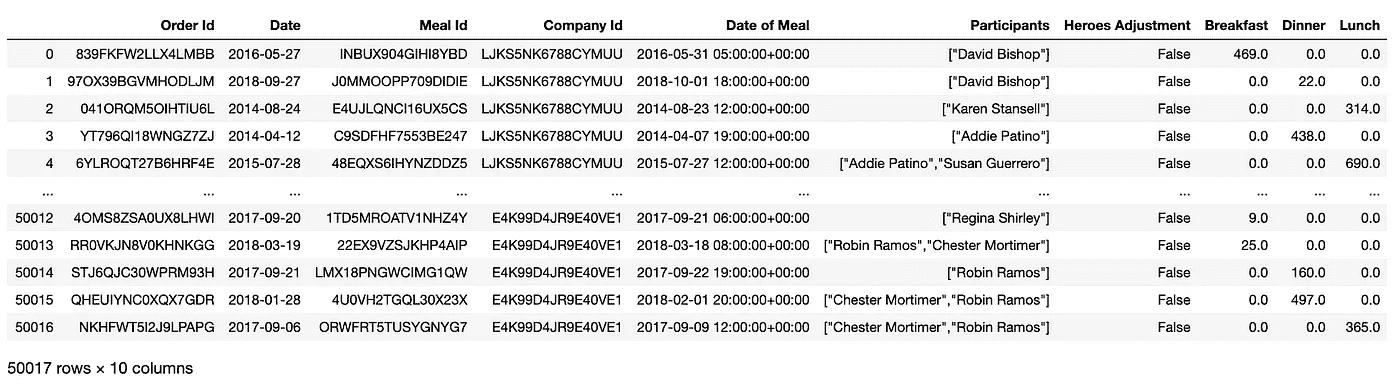 Order Id Date Meal Id Company Id Date of Meal Participants Heroes Adjustment Breakfast Dinner Lunch
0 839FKFW2LLX4LMBB 2016-05-27 INBUX904GIHI8YBD LJKS5NK6788CYMUU 2016-05-31 05:00:00+00:00 ["David Bishop"] False 469.0 0.0 0.0
1 97OX39BGVMHODLJM 2018-09-27 J0MMOOPP709DIDIE LJKS5NK6788CYMUU 2018-10-01 18:00:00+00:00 ["David Bishop"] False 0.0 22.0 0.0
2 041ORQM5OIHTIU6L 2014-08-24 E4UJLQNCI16UX5CS LJKS5NK6788CYMUU 2014-08-23 12:00:00+00:00 ["Karen Stansell"] False 0.0 0.0 314.0
3 YT796QI18WNGZ7ZJ 2014-04-12 C9SDFHF7553BE247 LJKS5NK6788CYMUU 2014-04-07 19:00:00+00:00 ["Addie Patino"] False 0.0 438.0 0.0
4 6YLROQT27B6HRF4E 2015-07-28 48EQXS6IHYNZDDZ5 LJKS5NK6788CYMUU 2015-07-27 12:00:00+00:00 ["Addie Patino","Susan Guerrero"] False 0.0 0.0 690.0
... ... ... ... ... ... ... ... ... ... ...
50012 4OMS8ZSA0UX8LHWI 2017-09-20 1TD5MROATV1NHZ4Y E4K99D4JR9E40VE1 2017-09-21 06:00:00+00:00 ["Regina Shirley"] False 9.0 0.0 0.0
50013 RR0VKJN8V0KHNKGG 2018-03-19 22EX9VZSJKHP4AIP E4K99D4JR9E40VE1 2018-03-18 08:00:00+00:00 ["Robin Ramos","Chester Mortimer"] False 25.0 0.0 0.0
50014 STJ6QJC30WPRM93H 2017-09-21 LMX18PNGWCIMG1QW E4K99D4JR9E40VE1 2017-09-22 19:00:00+00:00 ["Robin Ramos"] False 0.0 160.0 0.0
50015 QHEUIYNC0XQX7GDR 2018-01-28 4U0VH2TGQL30X23X E4K99D4JR9E40VE1 2018-02-01 20:00:00+00:00 ["Chester Mortimer","Robin Ramos"] False 0.0 497.0 0.0
50016 NKHFWT5I2J9LPAPG 2017-09-06 ORWFRT5TUSYGNYG7 E4K99D4JR9E40VE1 2017-09-09 12:00:00+00:00 ["Chester Mortimer","Robin Ramos"] False 0.0 0.0 365.0
50017 rows × 10 columns